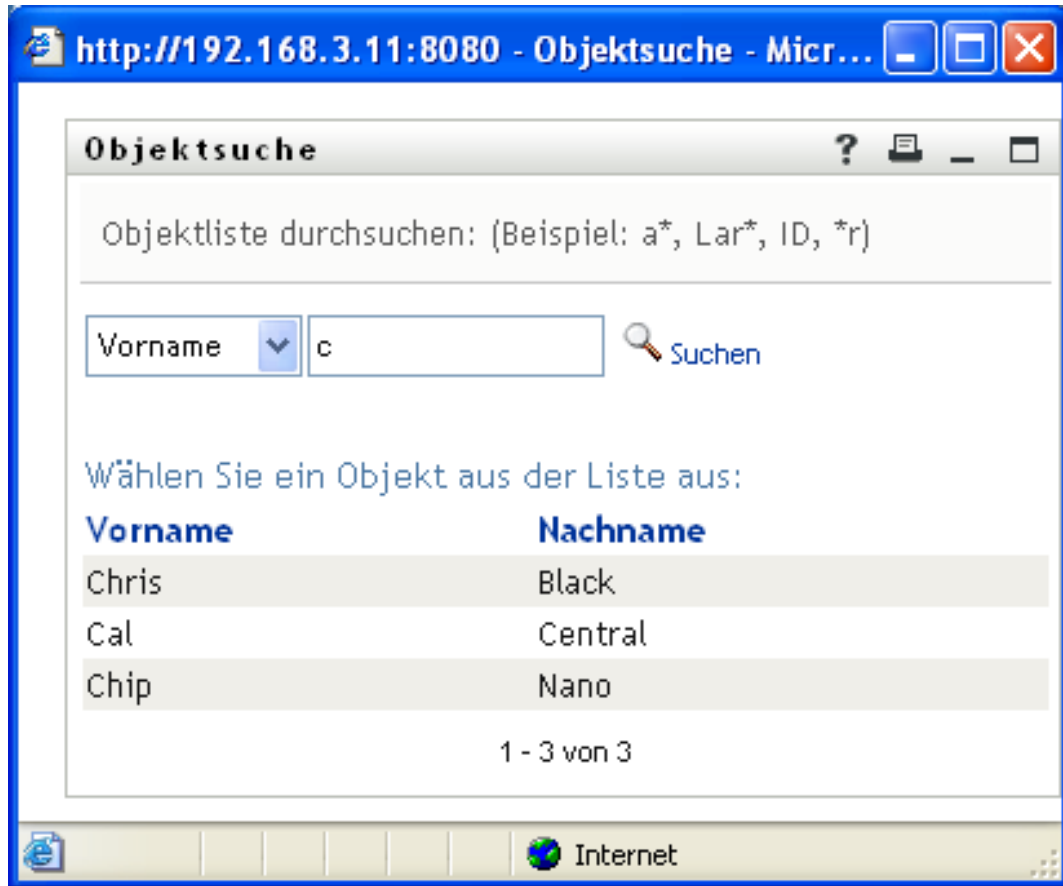 http://192.168.3.11:8080 - Objektsuche - Micr...
Objektsuche ?
Objektliste durchsuchen: (Beispiel: a*, Lar*, ID, *r)
Vorname c Suchen
Wählen Sie ein Objekt aus der Liste aus:
Vorname Nachname
Chris Black
Cal Central
Chip Nano
1 - 3 von 3
Internet